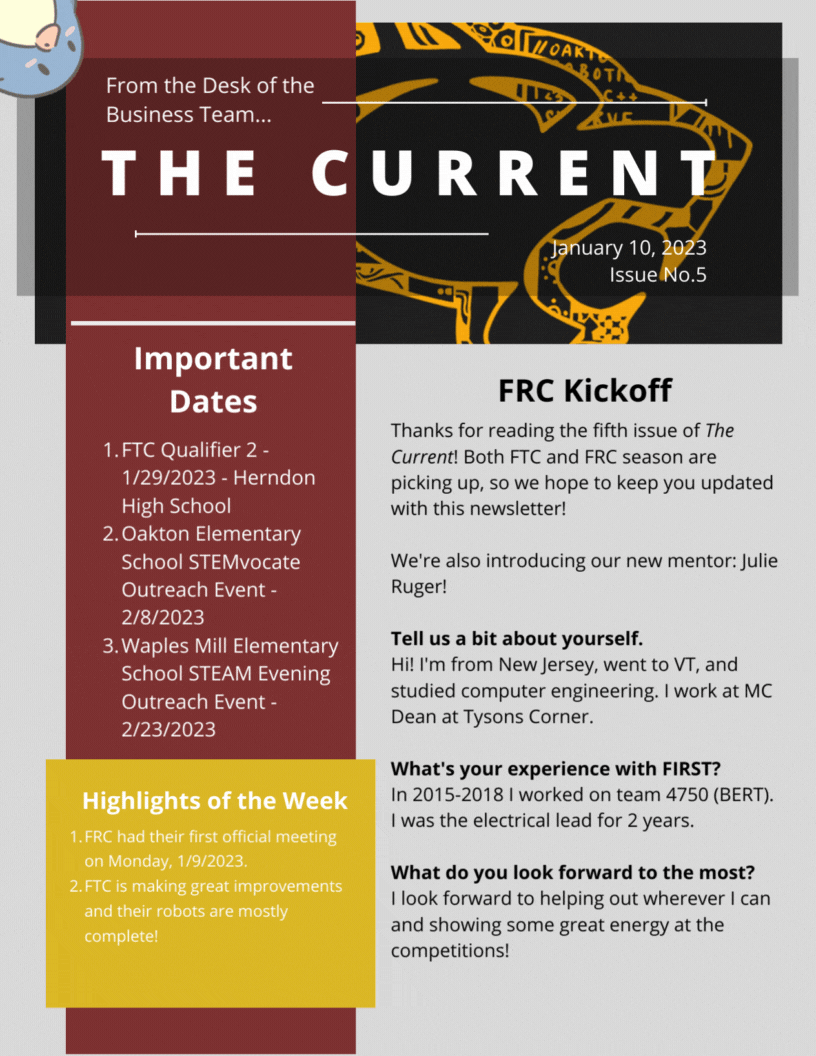 From the Desk of the
Business Team...
THE CURRENT
January 10, 2023
Issue No.5
Important
Dates
1. FTC Qualifier 2 -
1/29/2023 - Herndon
High School
2. Oakton Elementary
School STEMvocate
Outreach Event -
2/8/2023
3. Waples Mill Elementary
School STEAM Evening
Outreach Event -
2/23/2023
Highlights of the Week
1. FRC had their first official meeting
on Monday, 1/9/2023.
2. FTC is making great improvements
and their robots are mostly
complete!
FRC Kickoff
Thanks for reading the fifth issue of The
Current! Both FTC and FRC season are
picking up, so we hope to keep you updated
with this newsletter!
We're also introducing our new mentor: Julie
Ruger!
Tell us a bit about yourself.
Hi! I'm from New Jersey, went to VT, and
studied computer engineering. I work at MC
Dean at Tysons Corner.
What's your experience with FIRST?
In 2015-2018 I worked on team 4750 (BERT).
I was the electrical lead for 2 years.
What do you look forward to the most?
I look forward to helping out wherever I can
and showing some great energy at the
competitions!
C++